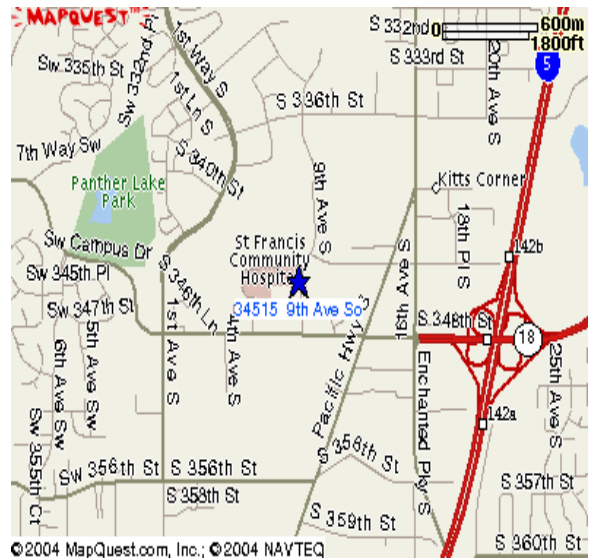 MAPQUEST
S 332nd
0 600m
1800ft
Sw 335th St
Sw 332nd Pl
1st Way S
1st Ln S
S 333rd St
20th Ave S
5
S 336th St
7th Way Sw
S 340th St
Panther Lake
Park
9th Ave S
Kitts Corner
18th Pl S
142b
Sw Campus Dr
St Francis
Community
Hospital
16th Ave S
Sw 345th Pl
S 346th Ln
34515 9th Ave So
Sw 347th St
1st Ave S
4th Ave S
Pacific Hwy S
S 348th St
18
25th Ave S
5th Ave Sw
6th Ave Sw
Enchanted Pky S
142a
Sw 355th Ct
Sw 356th St
S 356th St
S 356th St
S 357th St
S 358th St
S 359th St
S 360th St
©2004 MapQuest.com, Inc.; ©2004 NAVTEQ